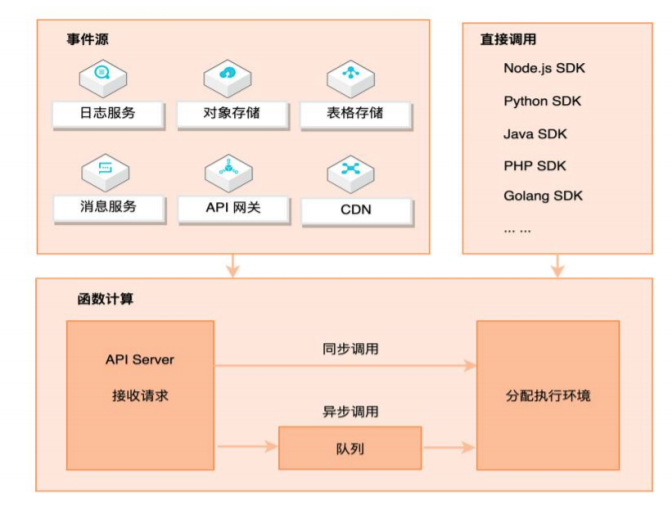 事件源
日志服务
对象存储
表格存储
消息服务
API 网关
CDN
直接调用
Node.js SDK
Python SDK
Java SDK
PHP SDK
Golang SDK
... ...
函数计算
API Server
接收请求
同步调用
异步调用
队列
分配执行环境